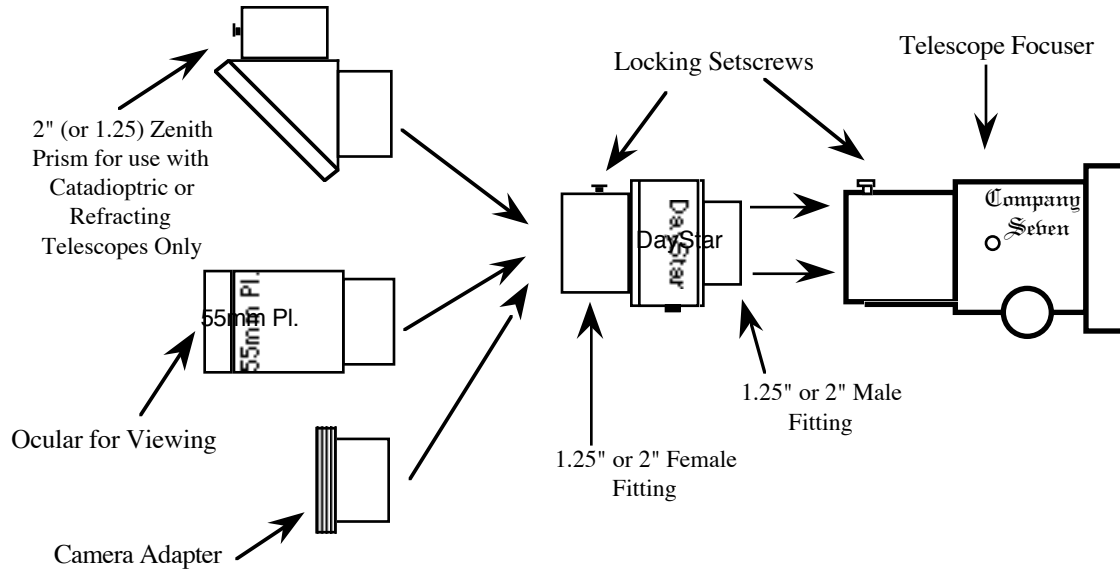 Telescope Focuser
Locking Setscrews
2" (or 1.25) Zenith
Prism for use with
Catadioptric or
Refracting
Telescopes Only
Company
Seven
DayStar
DayStar
55mm Pl.
55mm Pl.
1.25" or 2" Male
Fitting
Ocular for Viewing
1.25" or 2" Female
Fitting
Camera Adapter